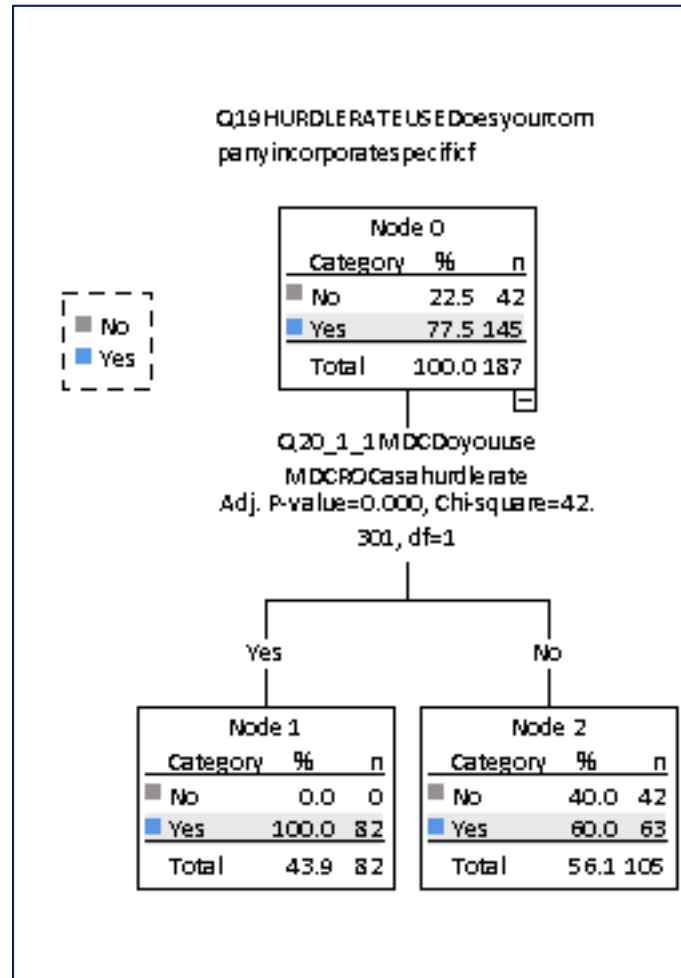 Q19HURDLERATEUSEDoesyourcom
panyincorporatespecificf
Node 0
Category % n
No 22.5 42
Yes 77.5 145
Total 100.0 187
No
Yes
Q20_1_1MDCDoyouuse
MDCROCasahurdlerate
Adj. P-value=0.000, Chi-square=42.
301, df=1
Yes
No
Node 1
Category % n
No 0.0 0
Yes 100.0 82
Total 43.9 82
Node 2
Category % n
No 40.0 42
Yes 60.0 63
Total 56.1 105